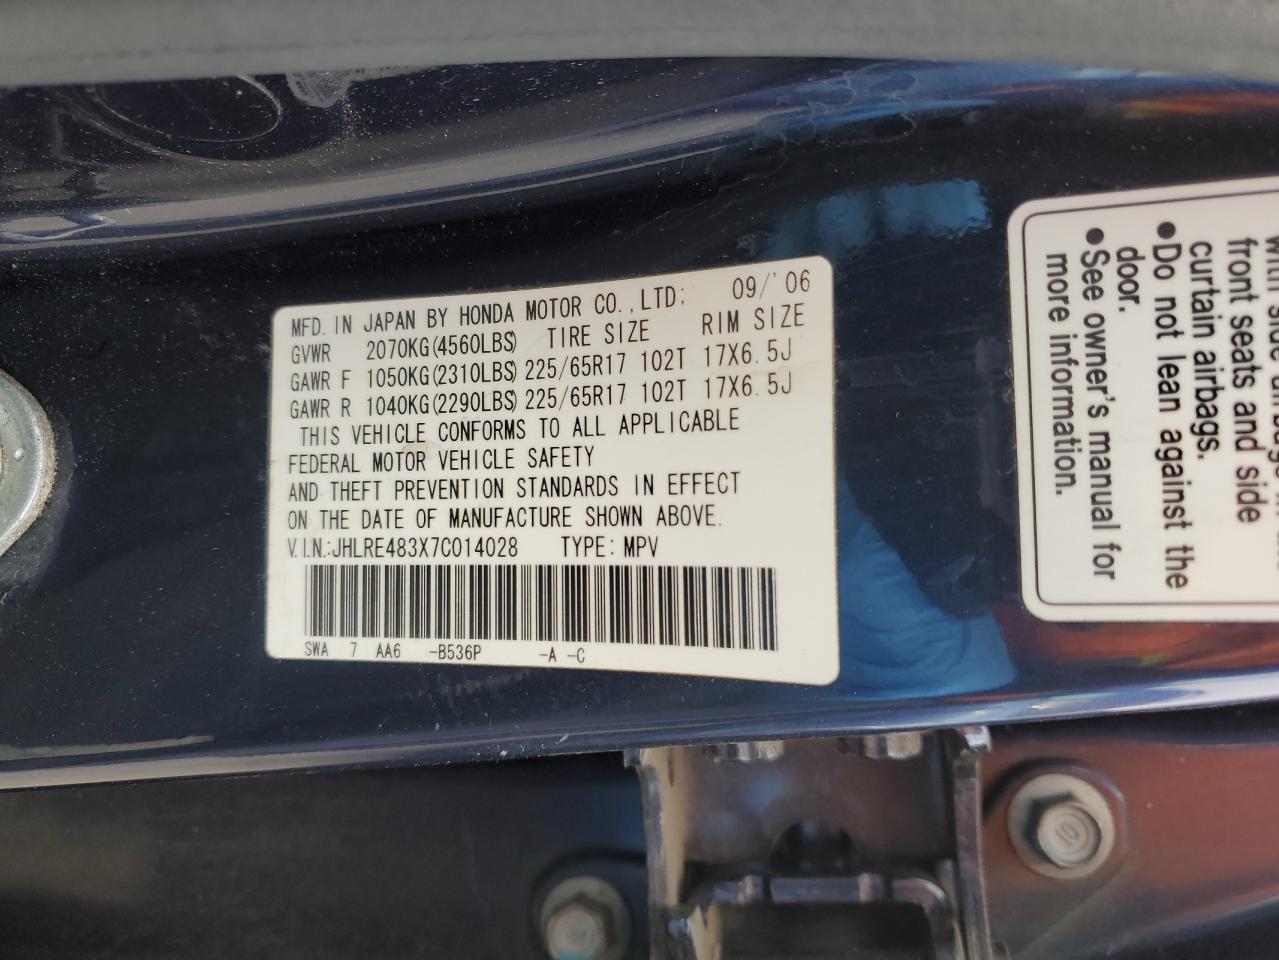 MFD. IN JAPAN BY HONDA MOTOR CO., LTD; 09/'06
GVWR 2070KG(4560LBS) TIRE SIZE RIM SIZE
GAWR F 1050KG(2310LBS) 225/65R17 102T 17X6.5J
GAWR R 1040KG(2290LBS) 225/65R17 102T 17X6.5J
THIS VEHICLE CONFORMS TO ALL APPLICABLE
FEDERAL MOTOR VEHICLE SAFETY
AND THEFT PREVENTION STANDARDS IN EFFECT
ON THE DATE OF MANUFACTURE SHOWN ABOVE.
V.I.N.:JHLRE483X7C014028 TYPE: MPV
SWA 7 AA6 -B536P -A -C
front seats and side
curtain airbags.
●Do not lean against the
door.
●See owner's manual for
more information.
10